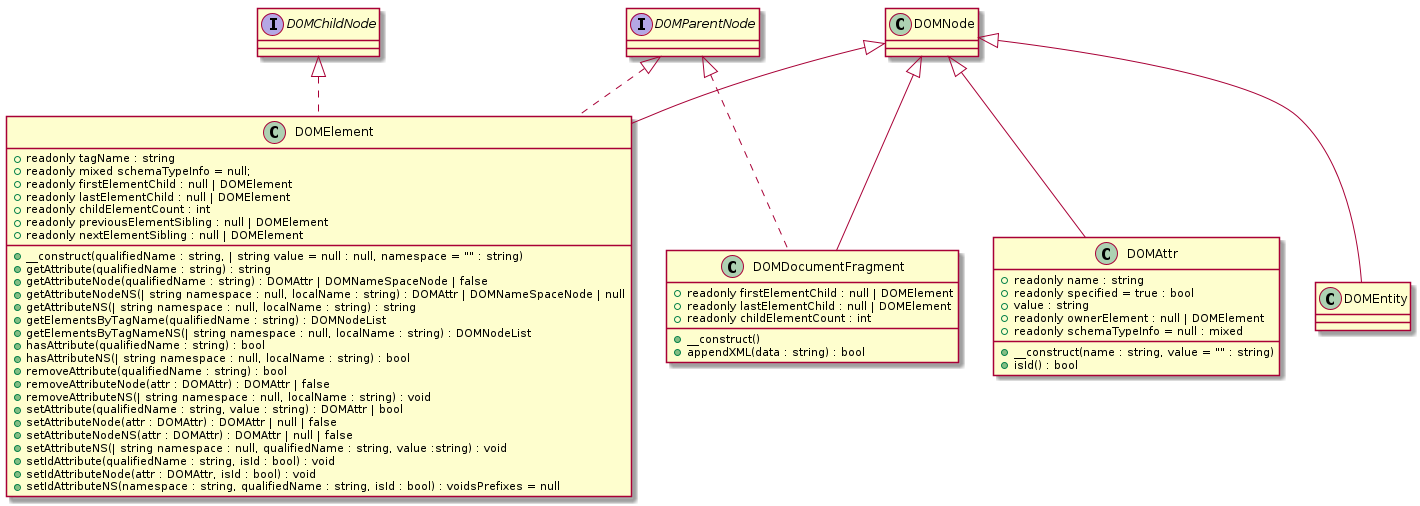 I DOMChildNode
I DOMParentNode
C DOMNode
C DOMElement
readonly tagName : string
readonly mixed schemaTypeInfo = null;
readonly firstElementChild : null | DOMElement
readonly lastElementChild : null | DOMElement
readonly childElementCount : int
readonly previousElementSibling : null | DOMElement
readonly nextElementSibling : null | DOMElement
__construct(qualifiedName : string, | string value = null : null, namespace = "" : string)
getAttribute(qualifiedName : string) : string
getAttributeNode(qualifiedName : string) : DOMAttr | DOMNameSpaceNode | false
getAttributeNodeNS(| string namespace : null, localName : string) : DOMAttr | DOMNameSpaceNode | null
getAttributeNS(| string namespace : null, localName : string) : string
getElementsByTagName(qualifiedName : string) : DOMNodeList
getElementsByTagNameNS(| string namespace : null, localName : string) : DOMNodeList
hasAttribute(qualifiedName : string) : bool
hasAttributeNS(| string namespace : null, localName : string) : bool
removeAttribute(qualifiedName : string) : bool
removeAttributeNode(attr : DOMAttr) : DOMAttr | false
removeAttributeNS(| string namespace : null, localName : string) : void
setAttribute(qualifiedName : string, value : string) : DOMAttr | bool
setAttributeNode(attr : DOMAttr) : DOMAttr | null | false
setAttributeNodeNS(attr : DOMAttr) : DOMAttr | null | false
setAttributeNS(| string namespace : null, qualifiedName : string, value :string) : void
setIdAttribute(qualifiedName : string, isId : bool) : void
setIdAttributeNode(attr : DOMAttr, isId : bool) : void
setIdAttributeNS(namespace : string, qualifiedName : string, isId : bool) : voidsPrefixes = null
C DOMDocumentFragment
readonly firstElementChild : null | DOMElement
readonly lastElementChild : null | DOMElement
readonly childElementCount : int
__construct()
appendXML(data : string) : bool
C DOMAttr
readonly name : string
readonly specified = true : bool
value : string
readonly ownerElement : null | DOMElement
readonly schemaTypeInfo = null : mixed
__construct(name : string, value = "" : string)
isId() : bool
C DOMEntity